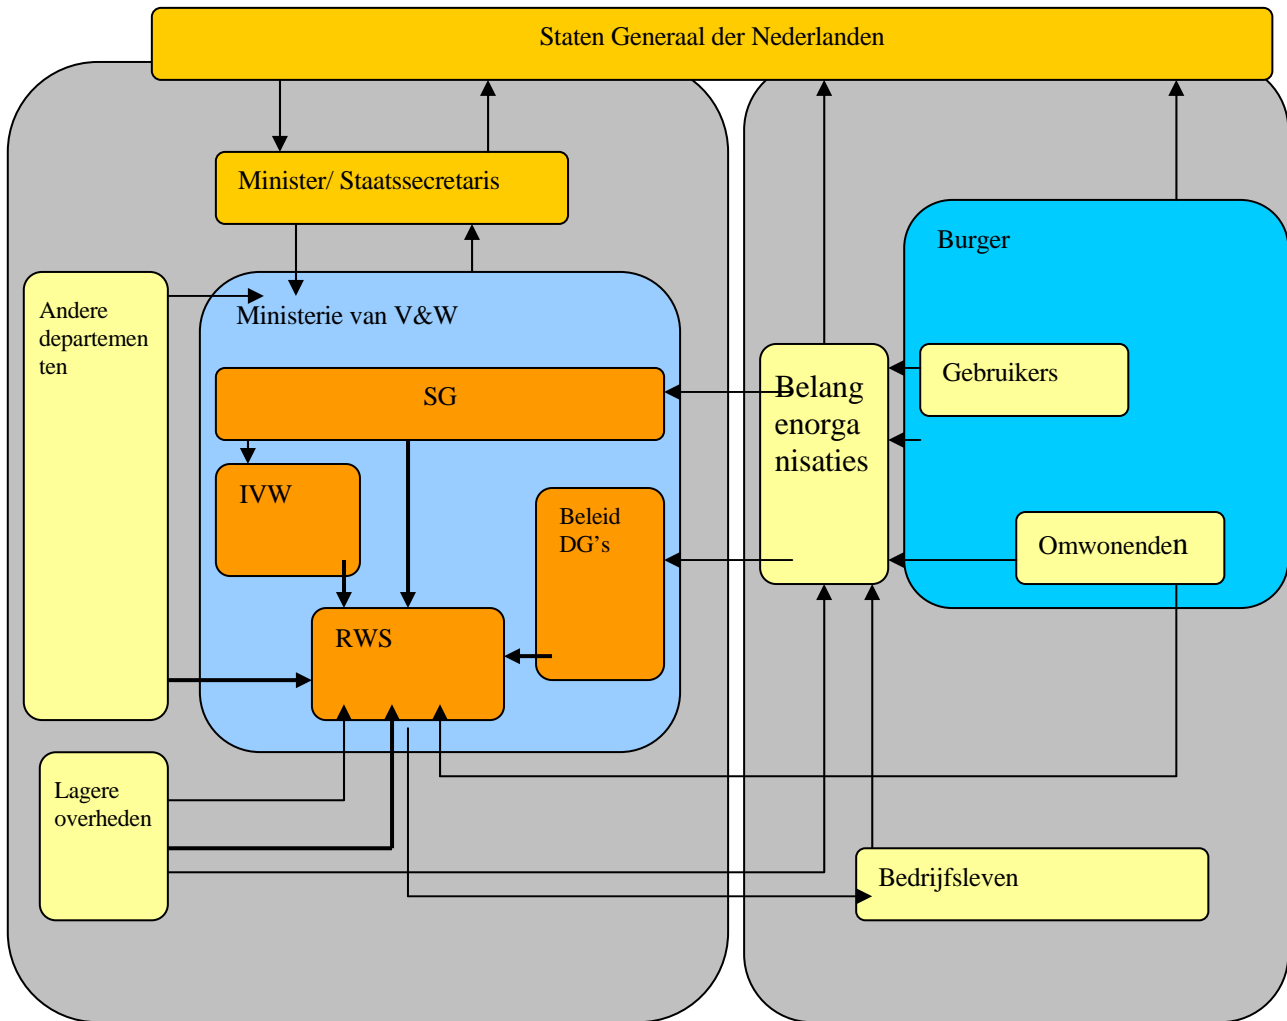 Staten Generaal der Nederlanden
Minister/ Staatssecretaris
Burger
Andere
departemen
ten
Ministerie van V&W
Gebruikers
SG
Belang
enorga
nisaties
IVW
Beleid
DG’s
Omwonenden
RWS
Lagere
overheden
Bedrijfsleven